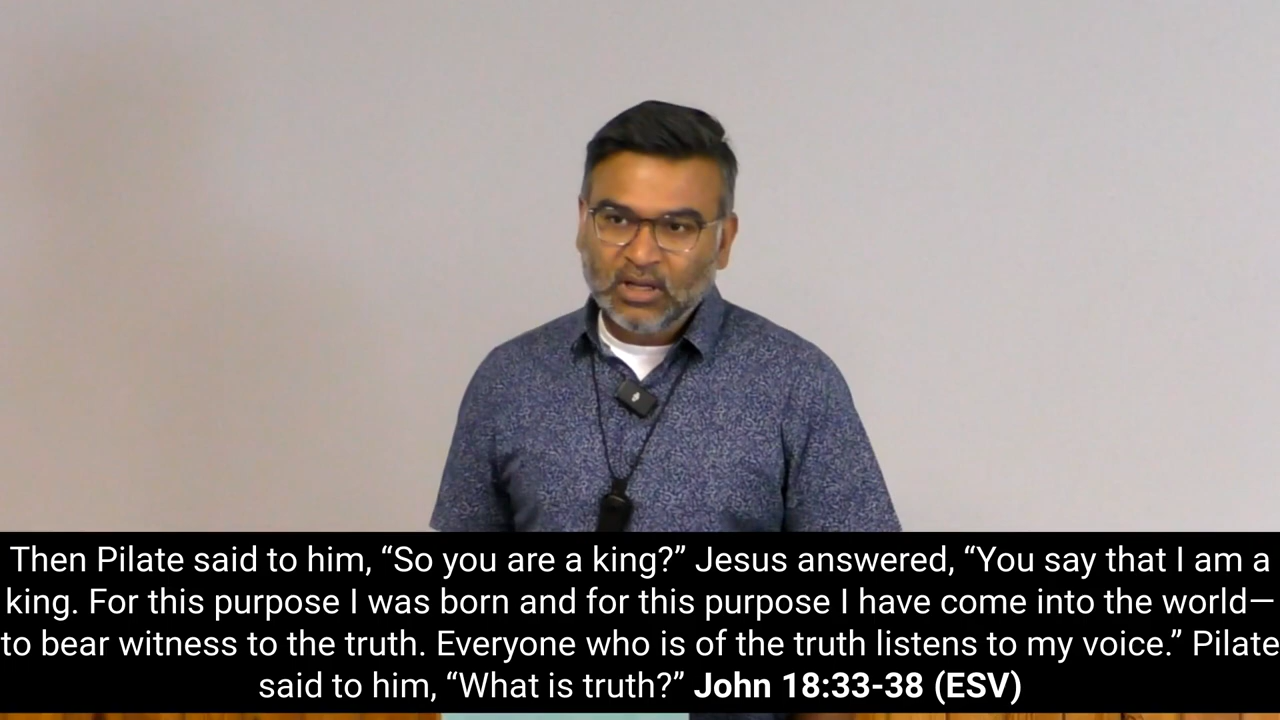 Then Pilate said to him, “So you are a king?” Jesus answered, “You say that I am a
king. For this purpose I was born and for this purpose I have come into the world—
to bear witness to the truth. Everyone who is of the truth listens to my voice.” Pilate
said to him, “What is truth?” John 18:33-38 (ESV)